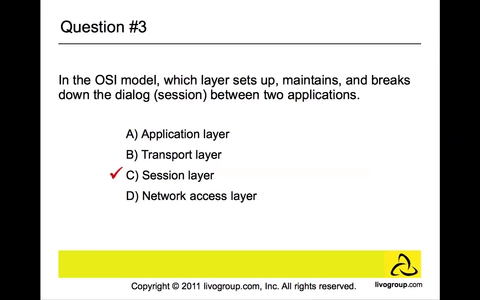 Question #3
In the OSI model, which layer sets up, maintains, and breaks
down the dialog (session) between two applications.
A) Application layer
B) Transport layer
C) Session layer
D) Network access layer
livogroup.com
Copyright © 2011 livogroup.com, Inc. All rights reserved.